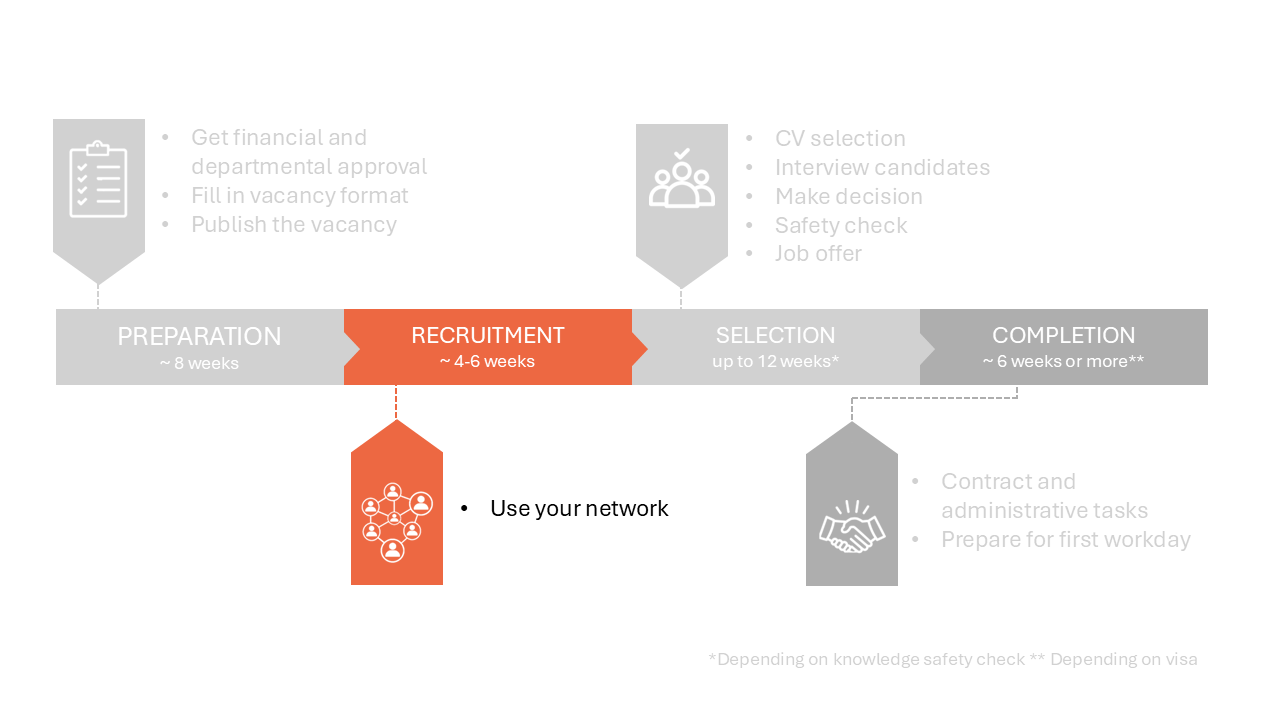 • Get financial and
departmental approval
• Fill in vacancy format
• Publish the vacancy
• CV selection
• Interview candidates
• Make decision
• Safety check
• Job offer
PREPARATION
~ 8 weeks
RECRUITMENT
~ 4-6 weeks
SELECTION
up to 12 weeks*
COMPLETION
~ 6 weeks or more**
• Use your network
• Contract and
administrative tasks
• Prepare for first workday
*Depending on knowledge safety check ** Depending on visa